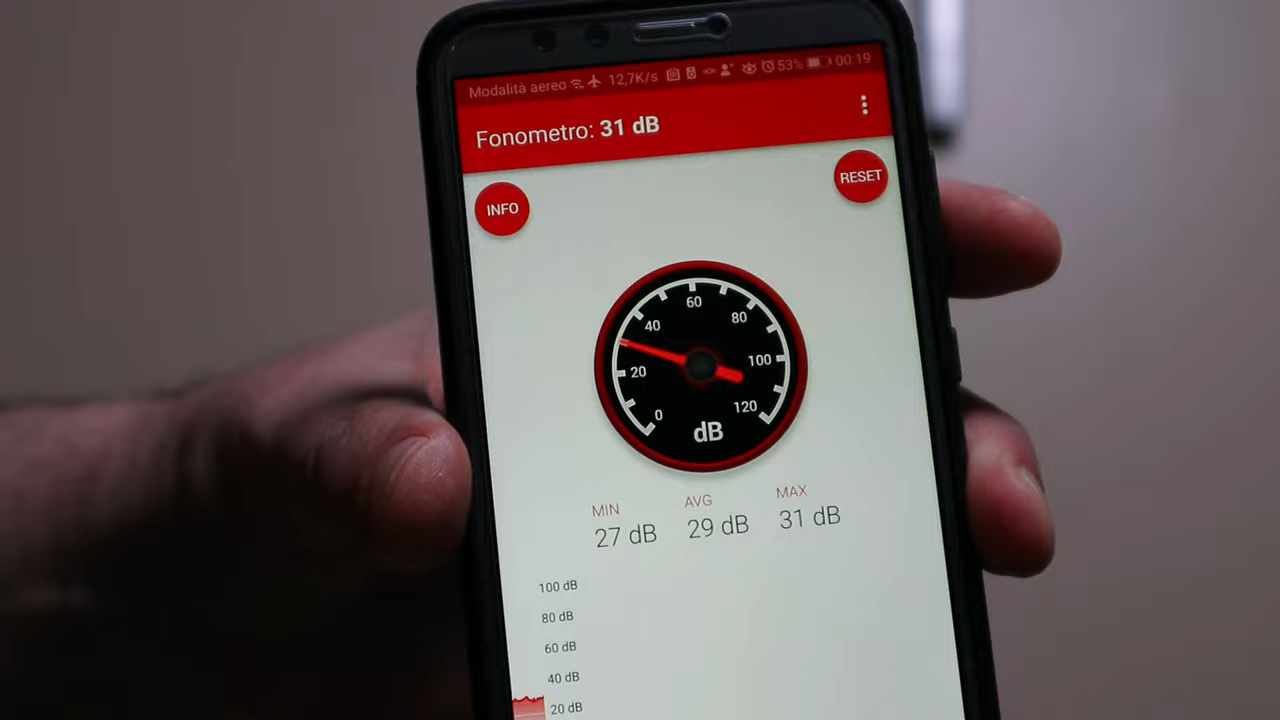 Modalità aereo 12,7K/s 53% 00:19
Fonometro: 31 dB
INFO
RESET
0
20
40
60
80
100
120
dB
MIN
AVG
MAX
27 dB
29 dB
31 dB
100 dB
80 dB
60 dB
40 dB
20 dB